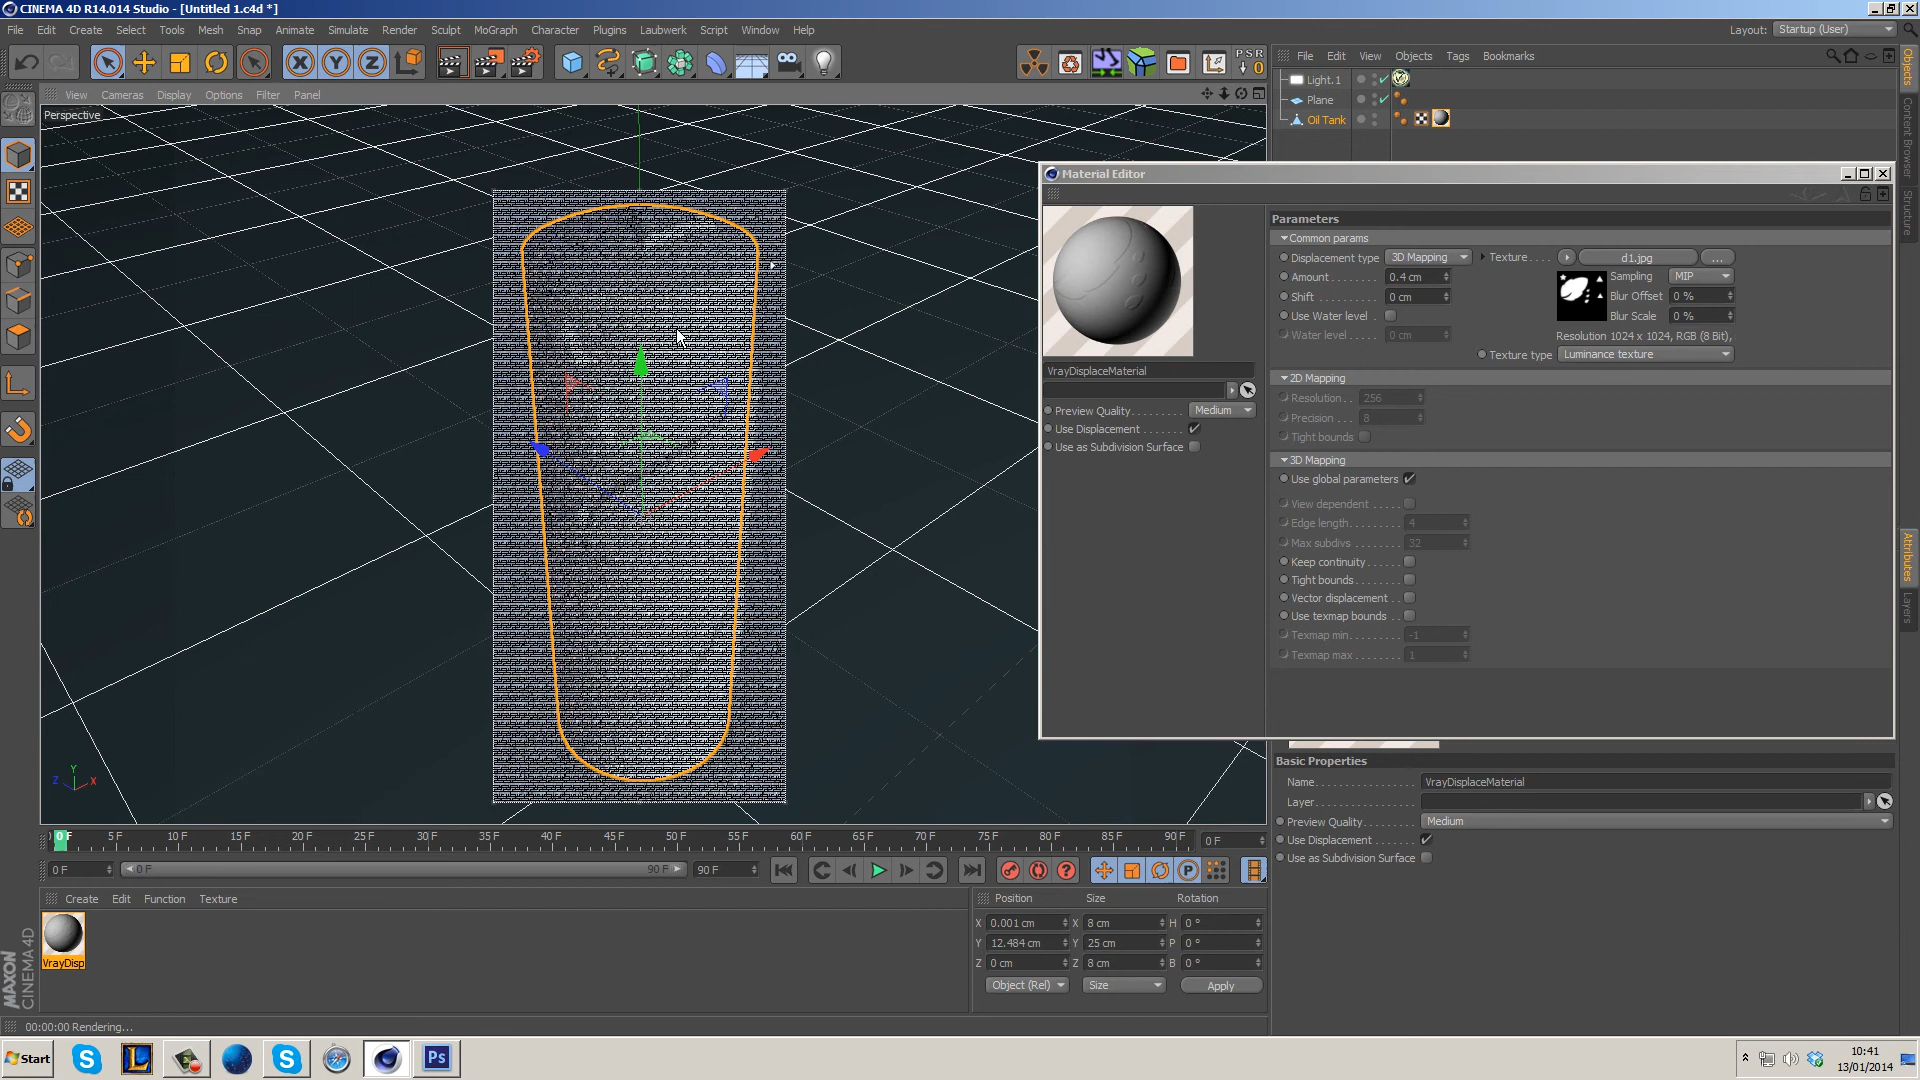 CINEMA 4D R14.014 Studio - [Untitled 1.c4d *]
File Edit Create Select Tools Mesh Snap Animate Simulate Render Sculpt MoGraph Character Plugins Laubwerk Script Window Help
Layout: Startup (User)
PSR
0
File Edit View Objects Tags Bookmarks
View Cameras Display Options Filter Panel
Perspective
Light.1
Plane
Oil Tank
Objects
Content Browser
Structure
Attributes
Layers
Material Editor
VrayDisplaceMaterial
Preview Quality Medium
Use Displacement
Use as Subdivision Surface
Parameters
Common params
Displacement type 3D Mapping Texture d1.jpg ...
Amount 0.4 cm Sampling MIP
Shift 0 cm Blur Offset 0 %
Use Water level Blur Scale 0 %
Water level 0 cm Resolution 1024 x 1024, RGB (8 Bit),
Texture type Luminance texture
2D Mapping
Resolution 256
Precision 8
Tight bounds
3D Mapping
Use global parameters
View dependent
Edge length 4
Max subdivs 32
Keep continuity
Tight bounds
Vector displacement
Use texmap bounds
Texmap min -1
Texmap max 1
Basic Properties
Name VrayDisplaceMaterial
Layer
Preview Quality Medium
Use Displacement
Use as Subdivision Surface
Y
Z X
0 F 5 F 10 F 15 F 20 F 25 F 30 F 35 F 40 F 45 F 50 F 55 F 60 F 65 F 70 F 75 F 80 F 85 F 90 F 0 F
0 F 0 F 90 F 90 F
Create Edit Function Texture
VrayDisp
Position Size Rotation
X 0.001 cm X 8 cm H 0 °
Y 12.484 cm Y 25 cm P 0 °
Z 0 cm Z 8 cm B 0 °
Object (Rel) Size Apply
MAXON
CINEMA 4D
00:00:00 Rendering...
Start
Ps
10:41
13/01/2014